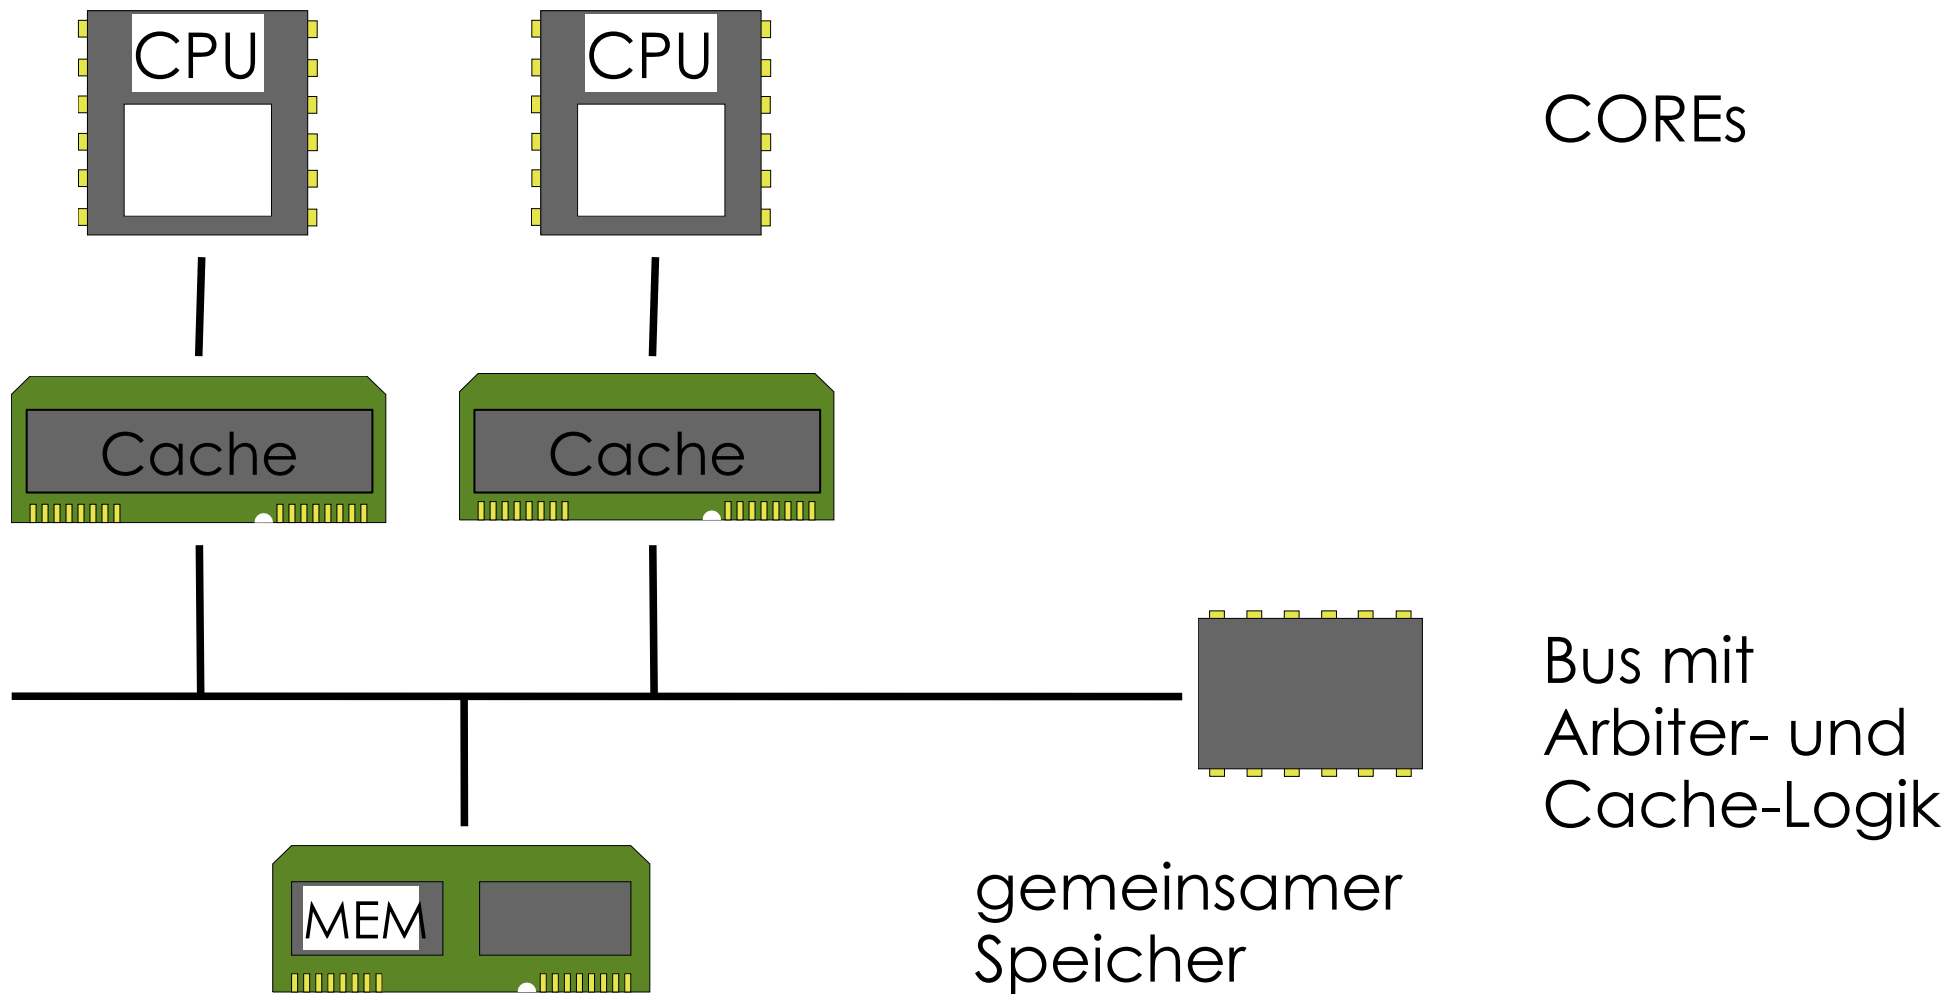 CPU
CPU
COREs
Cache
Cache
Bus mit
Arbiter- und
Cache-Logik
MEM
gemeinsamer
Speicher